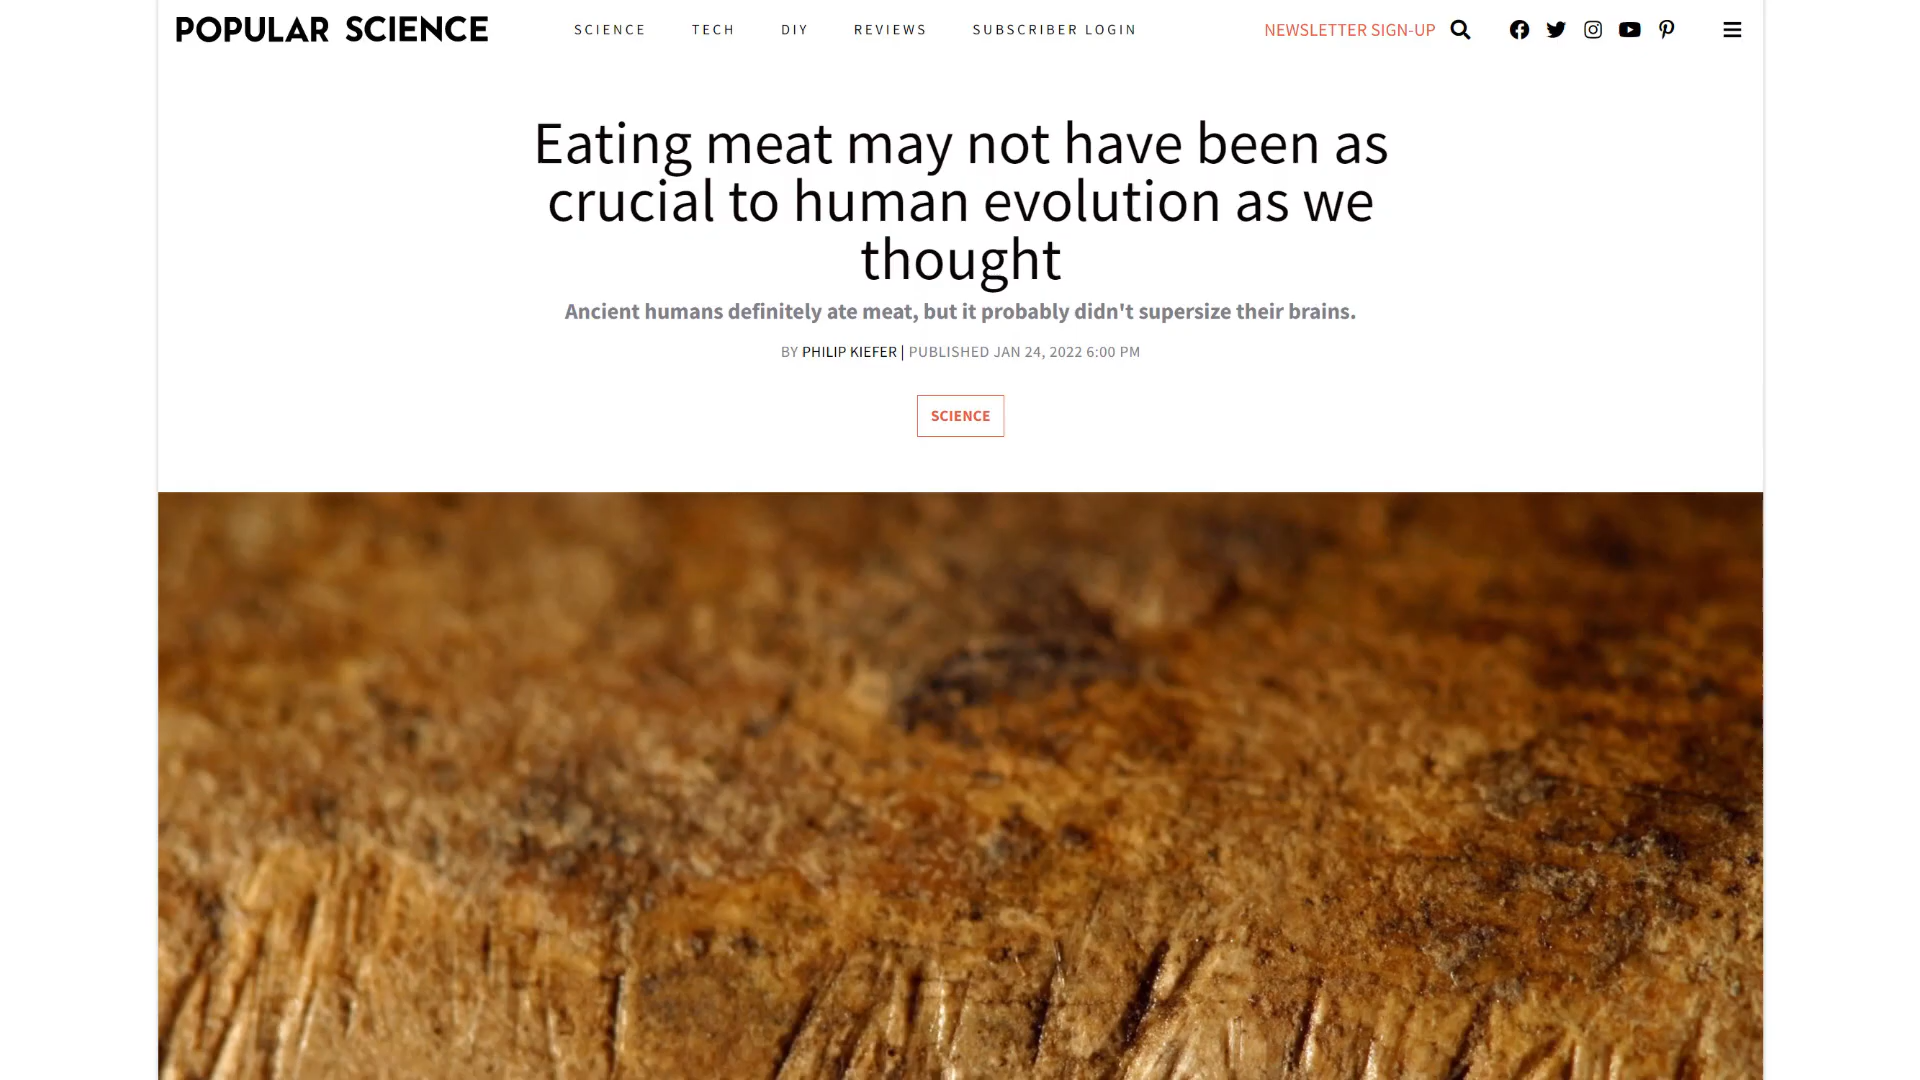 POPULAR SCIENCE
SCIENCE TECH DIY REVIEWS SUBSCRIBER LOGIN
NEWSLETTER SIGN-UP
Eating meat may not have been as
crucial to human evolution as we
thought
Ancient humans definitely ate meat, but it probably didn't supersize their brains.
BY PHILIP KIEFER | PUBLISHED JAN 24, 2022 6:00 PM
SCIENCE